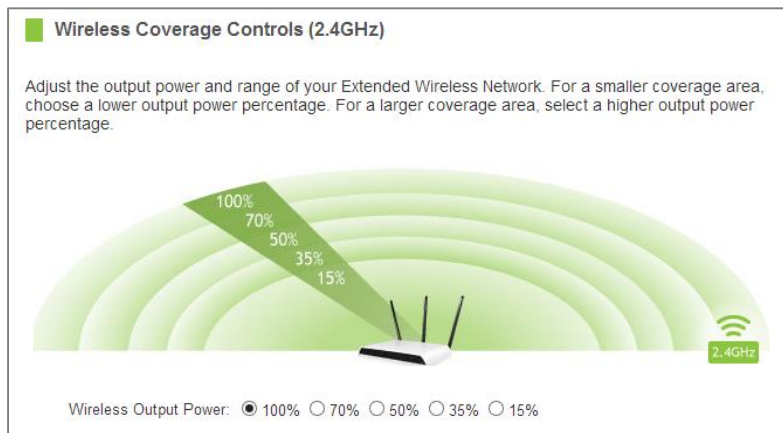 Wireless Coverage Controls (2.4GHz)
Adjust the output power and range of your Extended Wireless Network. For a smaller coverage area,
choose a lower output power percentage. For a larger coverage area, select a higher output power
percentage.
100%
70%
50%
35%
15%
2.4GHz
Wireless Output Power: 100% 70% 50% 35% 15%